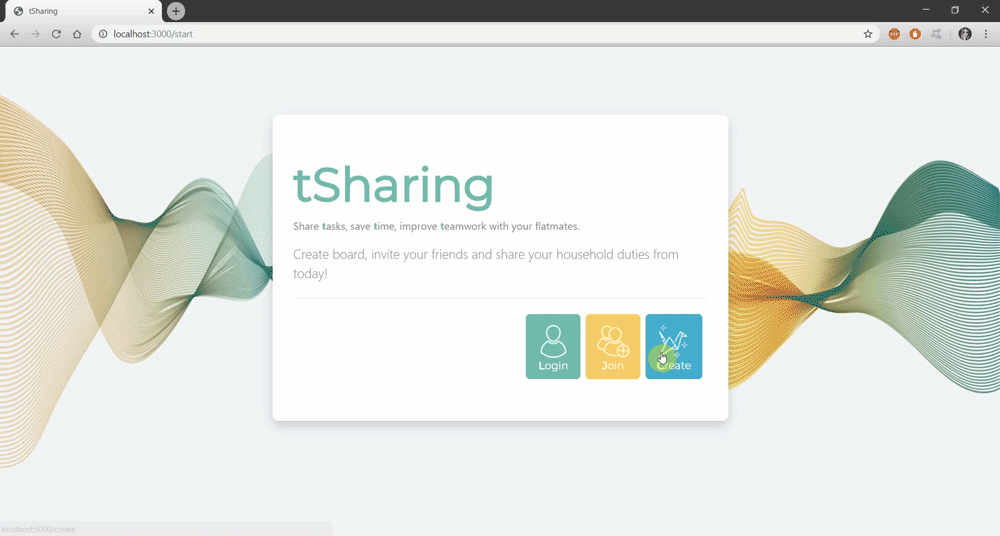 tSharing
localhost:3000/start
tSharing
Share tasks, save time, improve teamwork with your flatmates.
Create board, invite your friends and share your household duties from
today!
Login
Join
Create
localhost:3000/create